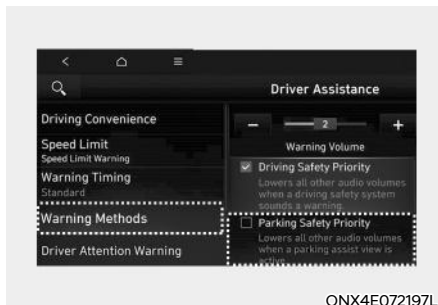 Driver Assistance
Driving Convenience
Speed Limit
Speed Limit Warning
Warning Timing
Standard
Warning Methods
Driver Attention Warning
− 2 +
Warning Volume
Driving Safety Priority
Lowers all other audio volumes
when a driving safety system
sounds a warning.
Parking Safety Priority
Lowers all other audio volumes
when a parking assist view is
active.
ONX4E072197L